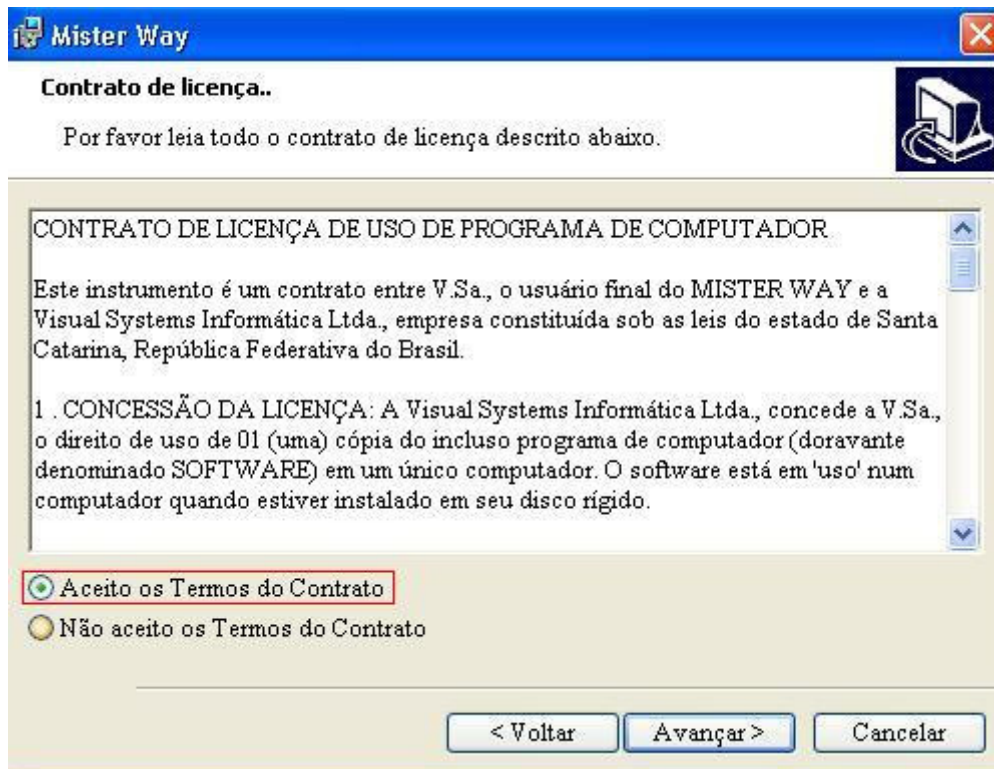 Mister Way
Contrato de licença..
Por favor leia todo o contrato de licença descrito abaixo.
CONTRATO DE LICENÇA DE USO DE PROGRAMA DE COMPUTADOR
Este instrumento é um contrato entre V.Sa., o usuário final do MISTER WAY e a
Visual Systems Informática Ltda., empresa constituída sob as leis do estado de Santa
Catarina, República Federativa do Brasil.
1 . CONCESSÃO DA LICENÇA: A Visual Systems Informática Ltda., concede a V.Sa.,
o direito de uso de 01 (uma) cópia do incluso programa de computador (doravante
denominado SOFTWARE) em um único computador. O software está em 'uso' num
computador quando estiver instalado em seu disco rígido.
Aceito os Termos do Contrato
Não aceito os Termos do Contrato
< Voltar Avançar > Cancelar